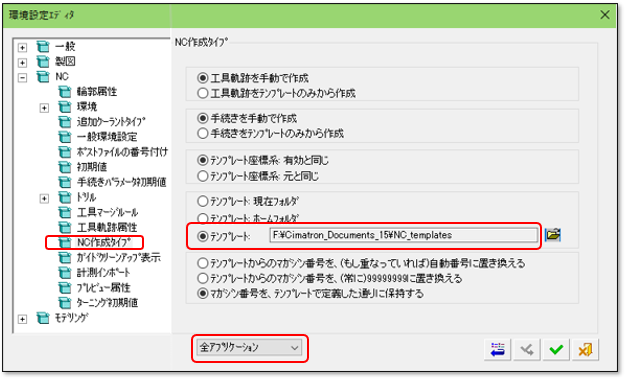 環境設定ｴﾃﾞｨﾀ
一般
製図
NC
輪郭属性
環境
追加ｸｰﾗﾝﾄﾀｲﾌﾟ
一般環境設定
ﾎﾟｽﾄﾌｧｲﾙの番号付け
初期値
手続きﾊﾟﾗﾒｰﾀ初期値
ﾄﾞﾘﾙ
工具ﾏｰｼﾞﾙｰﾙ
工具軌跡属性
NC作成ﾀｲﾌﾟ
ｶﾞｲﾄﾞｸﾘｰﾝｱｯﾌﾟ表示
計測ｲﾝﾎﾟｰﾄ
ﾌﾟﾚﾋﾞｭｰ属性
ﾀｰﾆﾝｸﾞ初期値
ﾓﾃﾞﾘﾝｸﾞ
NC作成ﾀｲﾌﾟ
工具軌跡を手動で作成
工具軌跡をﾃﾝﾌﾟﾚｰﾄのみから作成
手続きを手動で作成
手続きをﾃﾝﾌﾟﾚｰﾄのみから作成
ﾃﾝﾌﾟﾚｰﾄ座標系: 有効と同じ
ﾃﾝﾌﾟﾚｰﾄ座標系: 元と同じ
ﾃﾝﾌﾟﾚｰﾄ: 現在ﾌｫﾙﾀﾞ
ﾃﾝﾌﾟﾚｰﾄ: ﾎｰﾑﾌｫﾙﾀﾞ
ﾃﾝﾌﾟﾚｰﾄ: F:¥Cimatron_Documents_15¥NC_templates
ﾃﾝﾌﾟﾚｰﾄからのﾏｶﾞｼﾞﾝ番号を、(もし重なっていれば)自動番号に置き換える
ﾃﾝﾌﾟﾚｰﾄからのﾏｶﾞｼﾞﾝ番号を、(常に)99999999に置き換える
ﾏｶﾞｼﾞﾝ番号を、ﾃﾝﾌﾟﾚｰﾄで定義した通りに保持する
全ｱﾌﾟﾘｹｰｼｮﾝ